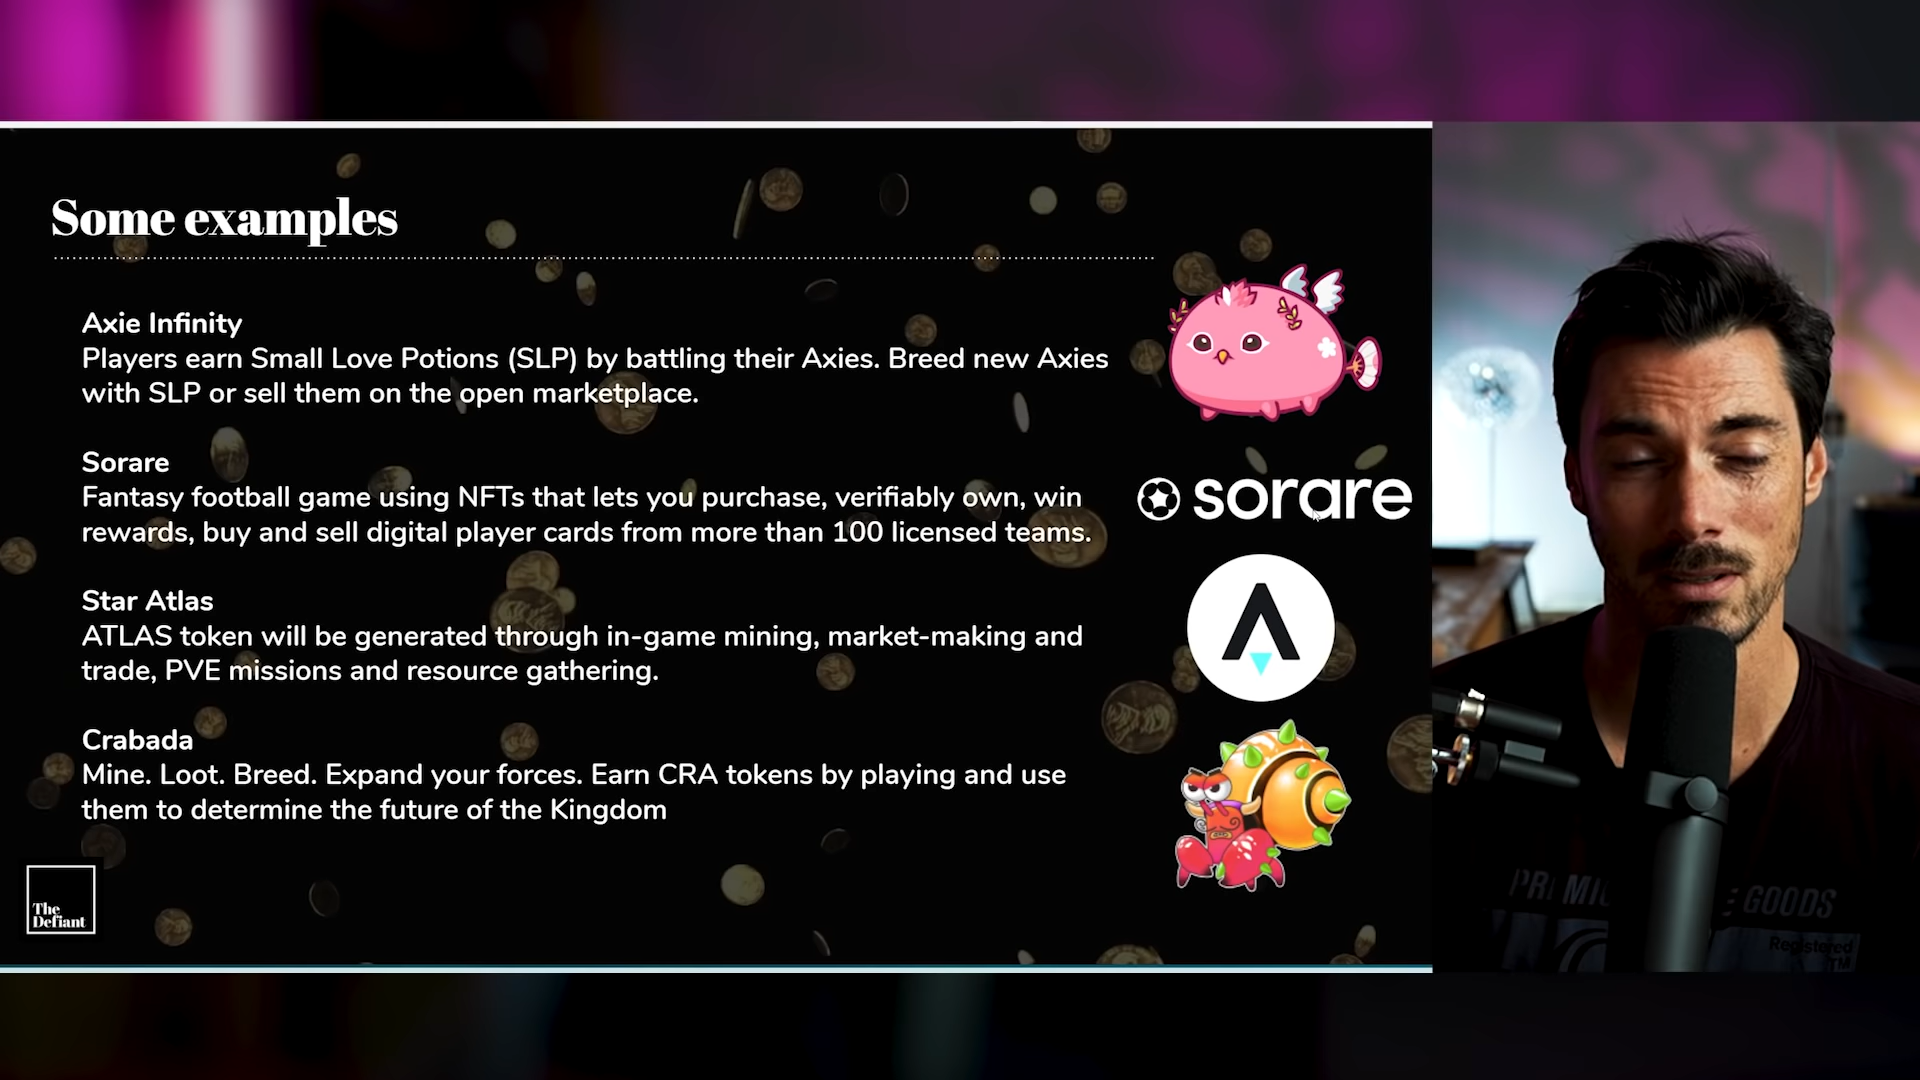 Some examples
Axie Infinity
Players earn Small Love Potions (SLP) by battling their Axies. Breed new Axies
with SLP or sell them on the open marketplace.
Sorare
Fantasy football game using NFTs that lets you purchase, verifiably own, win
rewards, buy and sell digital player cards from more than 100 licensed teams.
Star Atlas
ATLAS token will be generated through in-game mining, market-making and
trade, PVE missions and resource gathering.
Crabada
Mine. Loot. Breed. Expand your forces. Earn CRA tokens by playing and use
them to determine the future of the Kingdom
sorare
The
Defiant
GOODS
Registered
TM